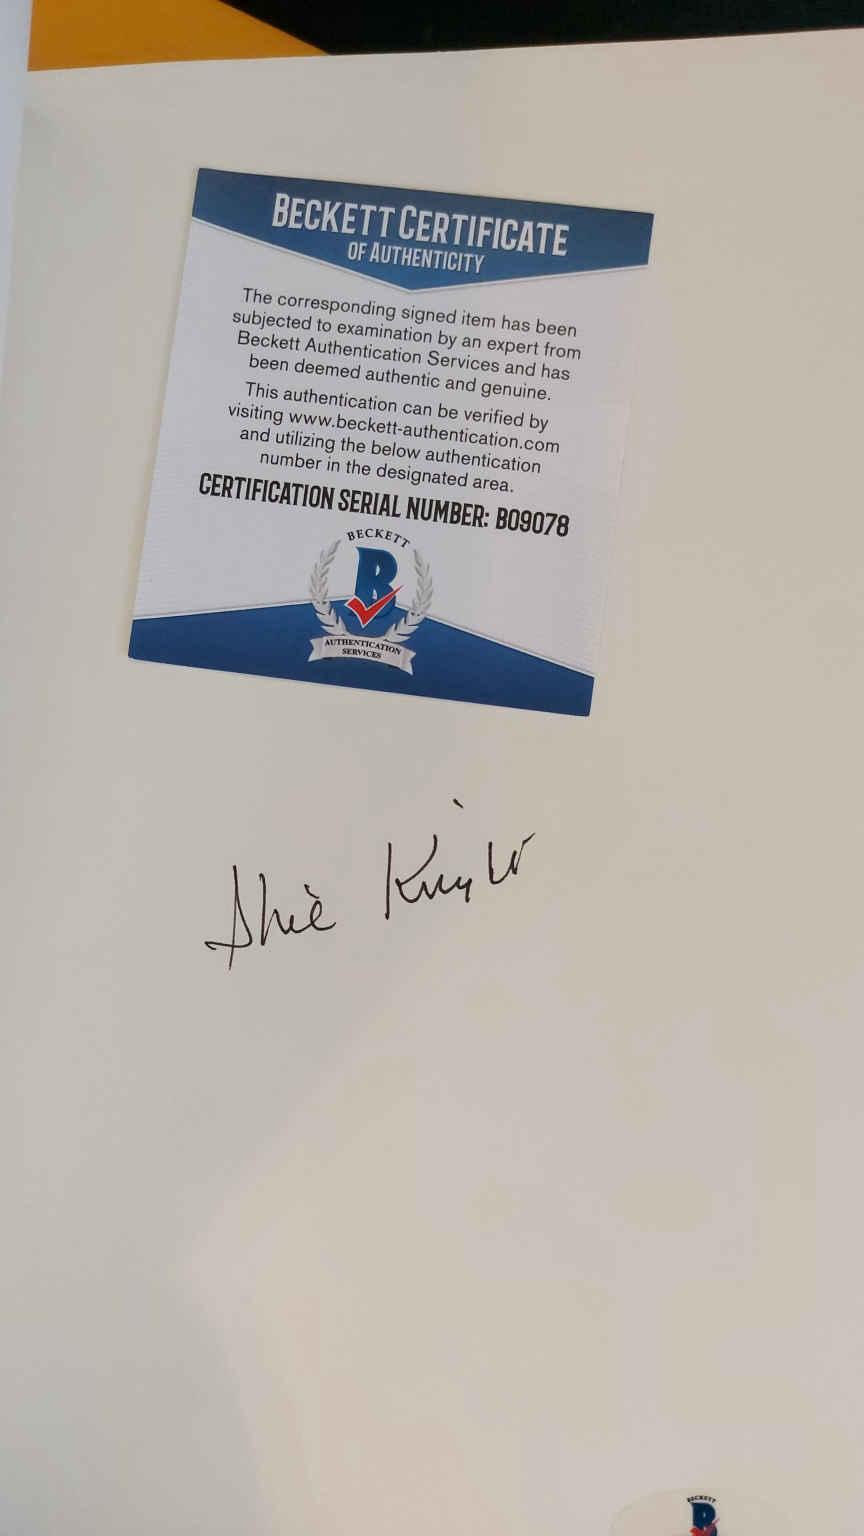 BECKETT CERTIFICATE
OF AUTHENTICITY
The corresponding signed item has been
subjected to examination by an expert from
Beckett Authentication Services and has
been deemed authentic and genuine.
This authentication can be verified by
visiting www.beckett-authentication.com
and utilizing the below authentication
number in the designated area.
CERTIFICATION SERIAL NUMBER: B09078
BECKETT
B
AUTHENTICATION
SERVICES
BECKETT
B